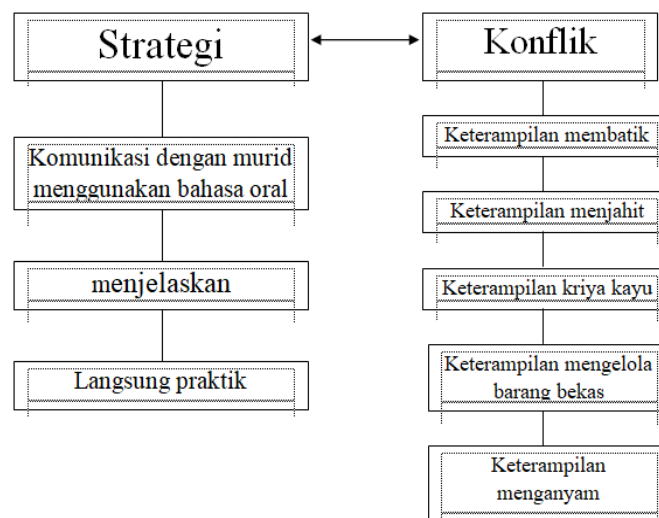 Strategi
Komunikasi dengan murid
menggunakan bahasa oral
menjelaskan
Langsung praktik
Konflik
Keterampilan membatik
Keterampilan menjahit
Keterampilan kriya kayu
Keterampilan mengelola
barang bekas
Keterampilan
menganyam